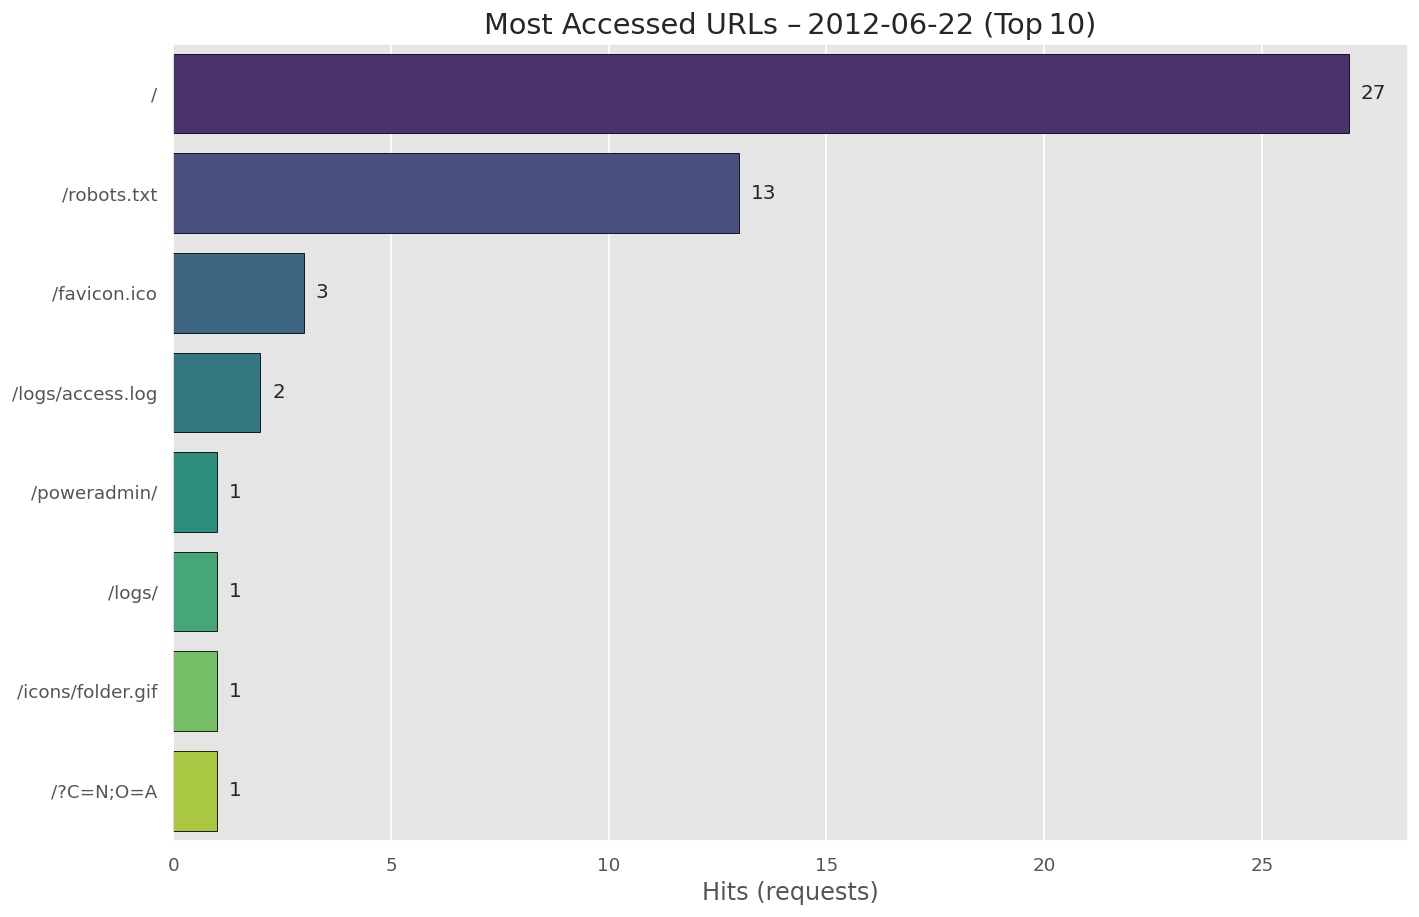 Most Accessed URLs – 2012-06-22 (Top 10)
/ 27
/robots.txt 13
/favicon.ico 3
/logs/access.log 2
/poweradmin/ 1
/logs/ 1
/icons/folder.gif 1
/?C=N;O=A 1
0 5 10 15 20 25
Hits (requests)